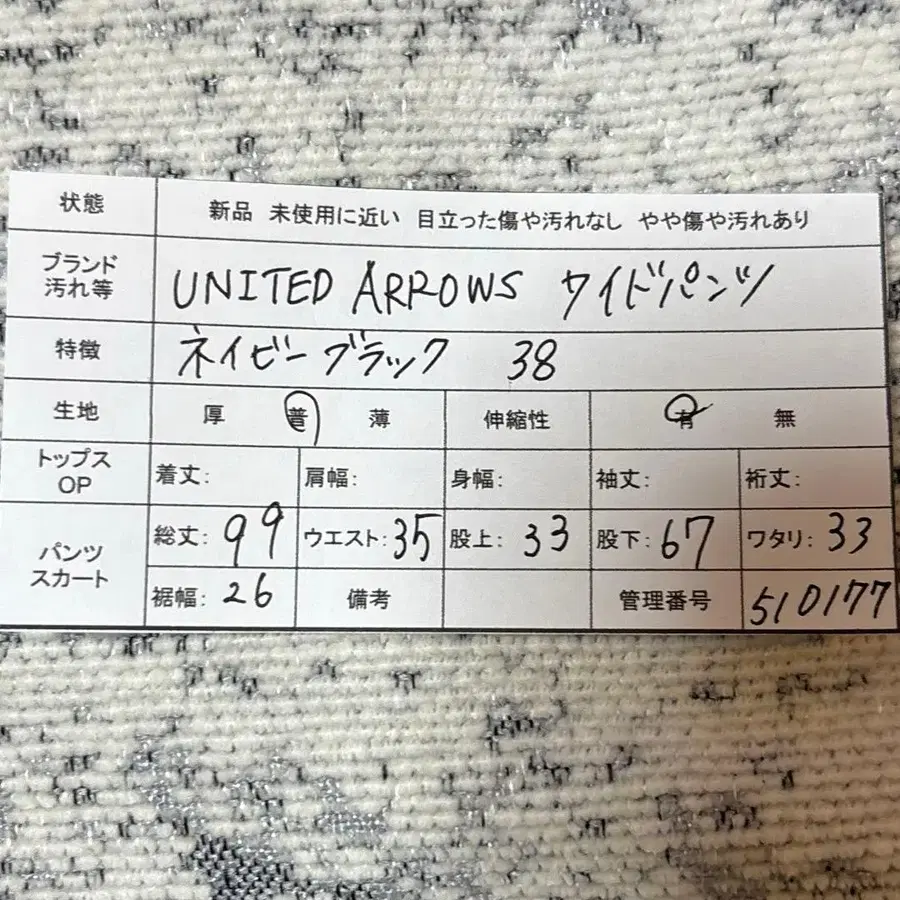 状態 新品 未使用に近い 目立った傷や汚れなし やや傷や汚れあり
ブランド
汚れ等 UNITED ARROWS ワイドパンツ
特徴 ネイビーブラック 38
生地 厚 普 薄 伸縮性 有 無
トップス
OP 着丈: 肩幅: 身幅: 袖丈: 裄丈:
パンツ
スカート 総丈: 99 ウエスト: 35 股上: 33 股下: 67 ワタリ: 33
裾幅: 26 備考 管理番号 510177